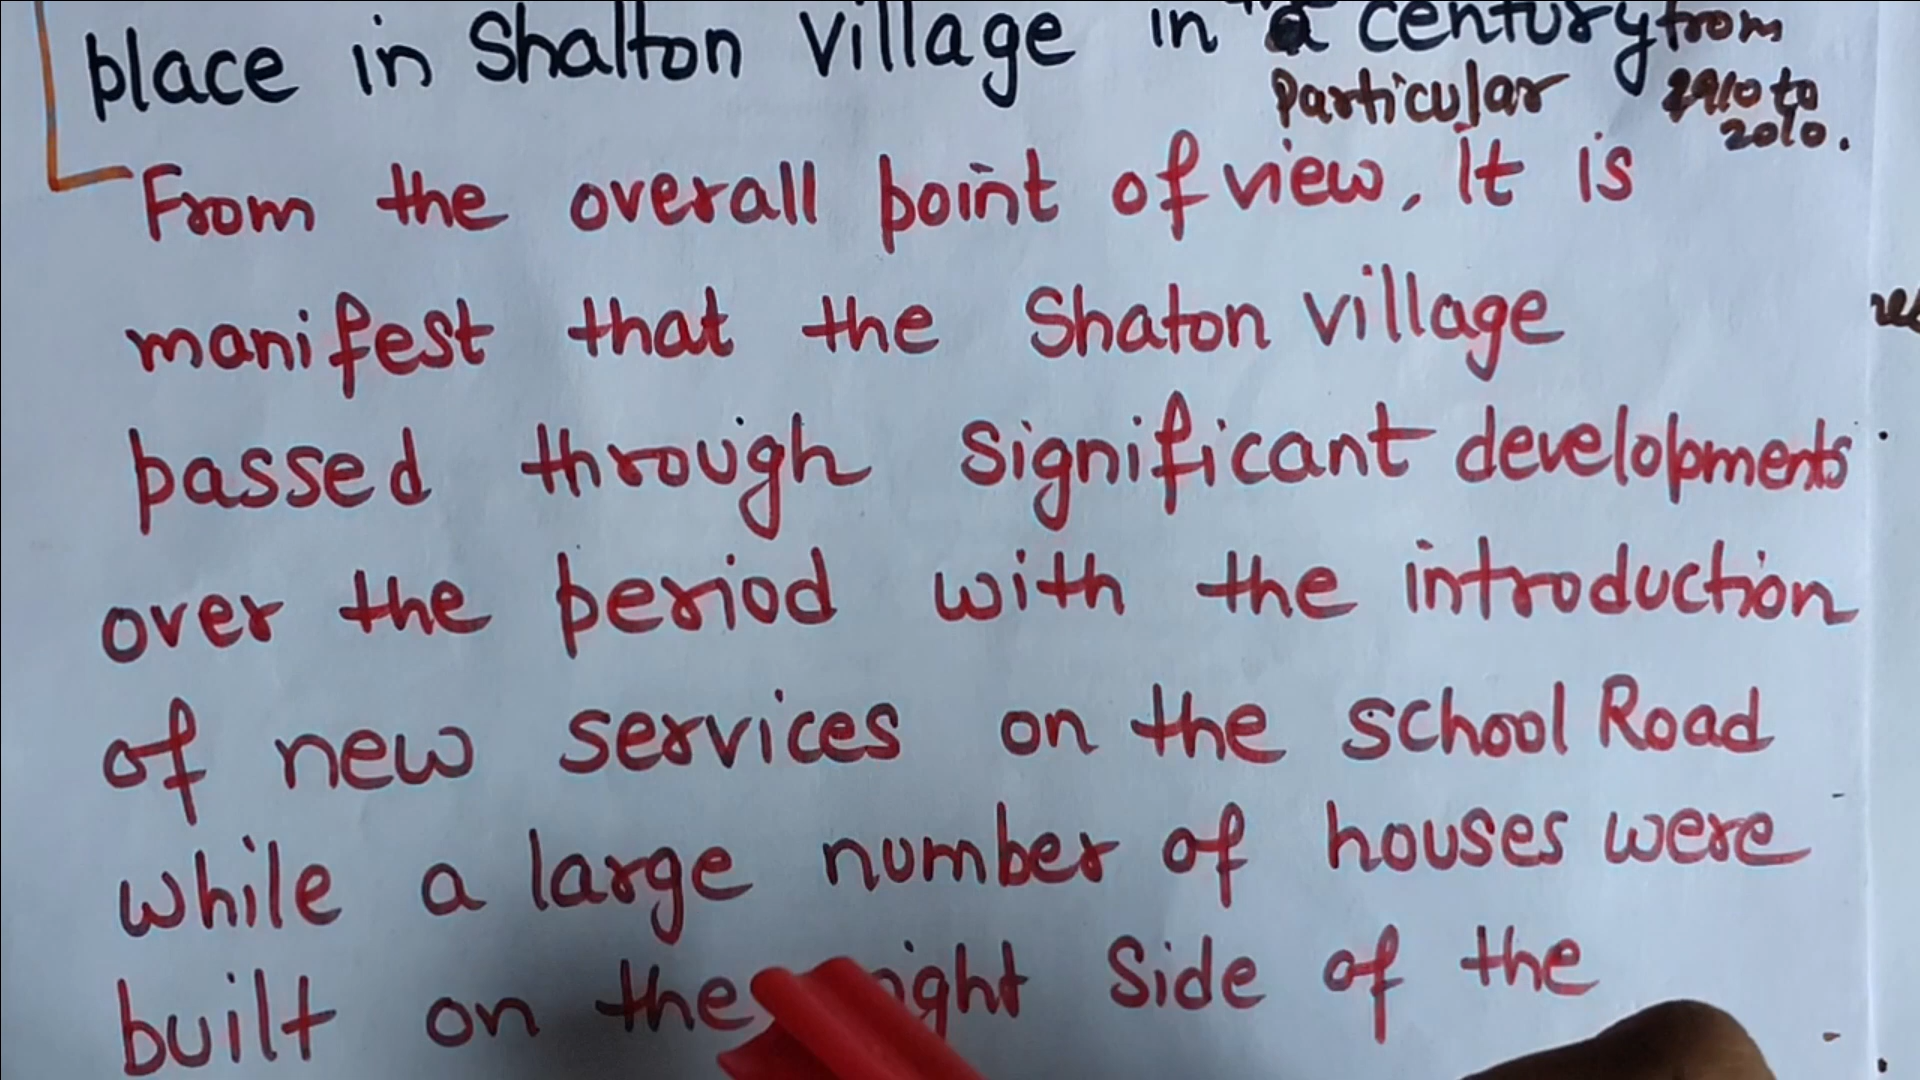 place in Shalton village in a century from
Particular 1910 to
2010.
From the overall point of view, It is
manifest that the Shaton village
passed through significant developments
over the period with the introduction
of new services on the school Road
while a large number of houses were
built on the right side of the